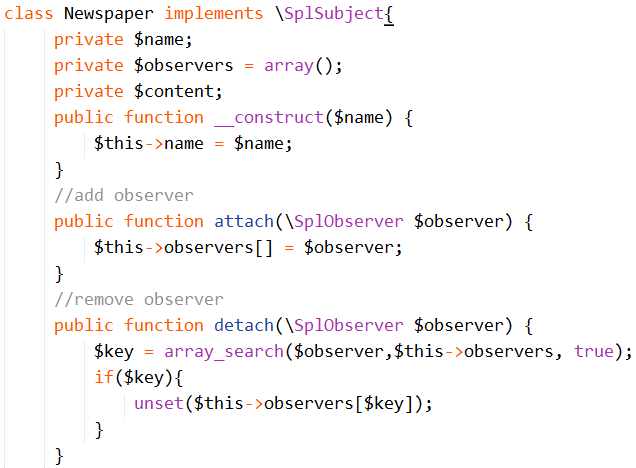 class Newspaper implements \SplSubject{
    private $name;
    private $observers = array();
    private $content;
    public function __construct($name) {
        $this->name = $name;
    }
    //add observer
    public function attach(\SplObserver $observer) {
        $this->observers[] = $observer;
    }
    //remove observer
    public function detach(\SplObserver $observer) {
        $key = array_search($observer,$this->observers, true);
        if($key){
            unset($this->observers[$key]);
        }
    }